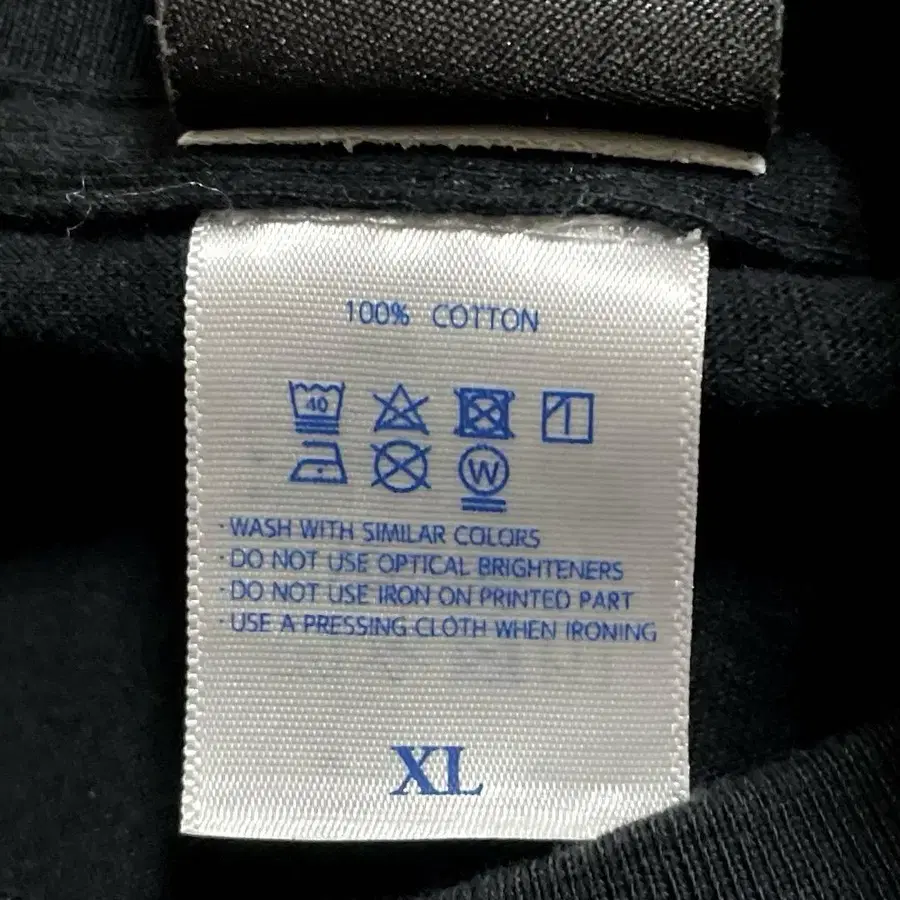 100% COTTON
40
W
· WASH WITH SIMILAR COLORS
· DO NOT USE OPTICAL BRIGHTENERS
· DO NOT USE IRON ON PRINTED PART
· USE A PRESSING CLOTH WHEN IRONING
XL